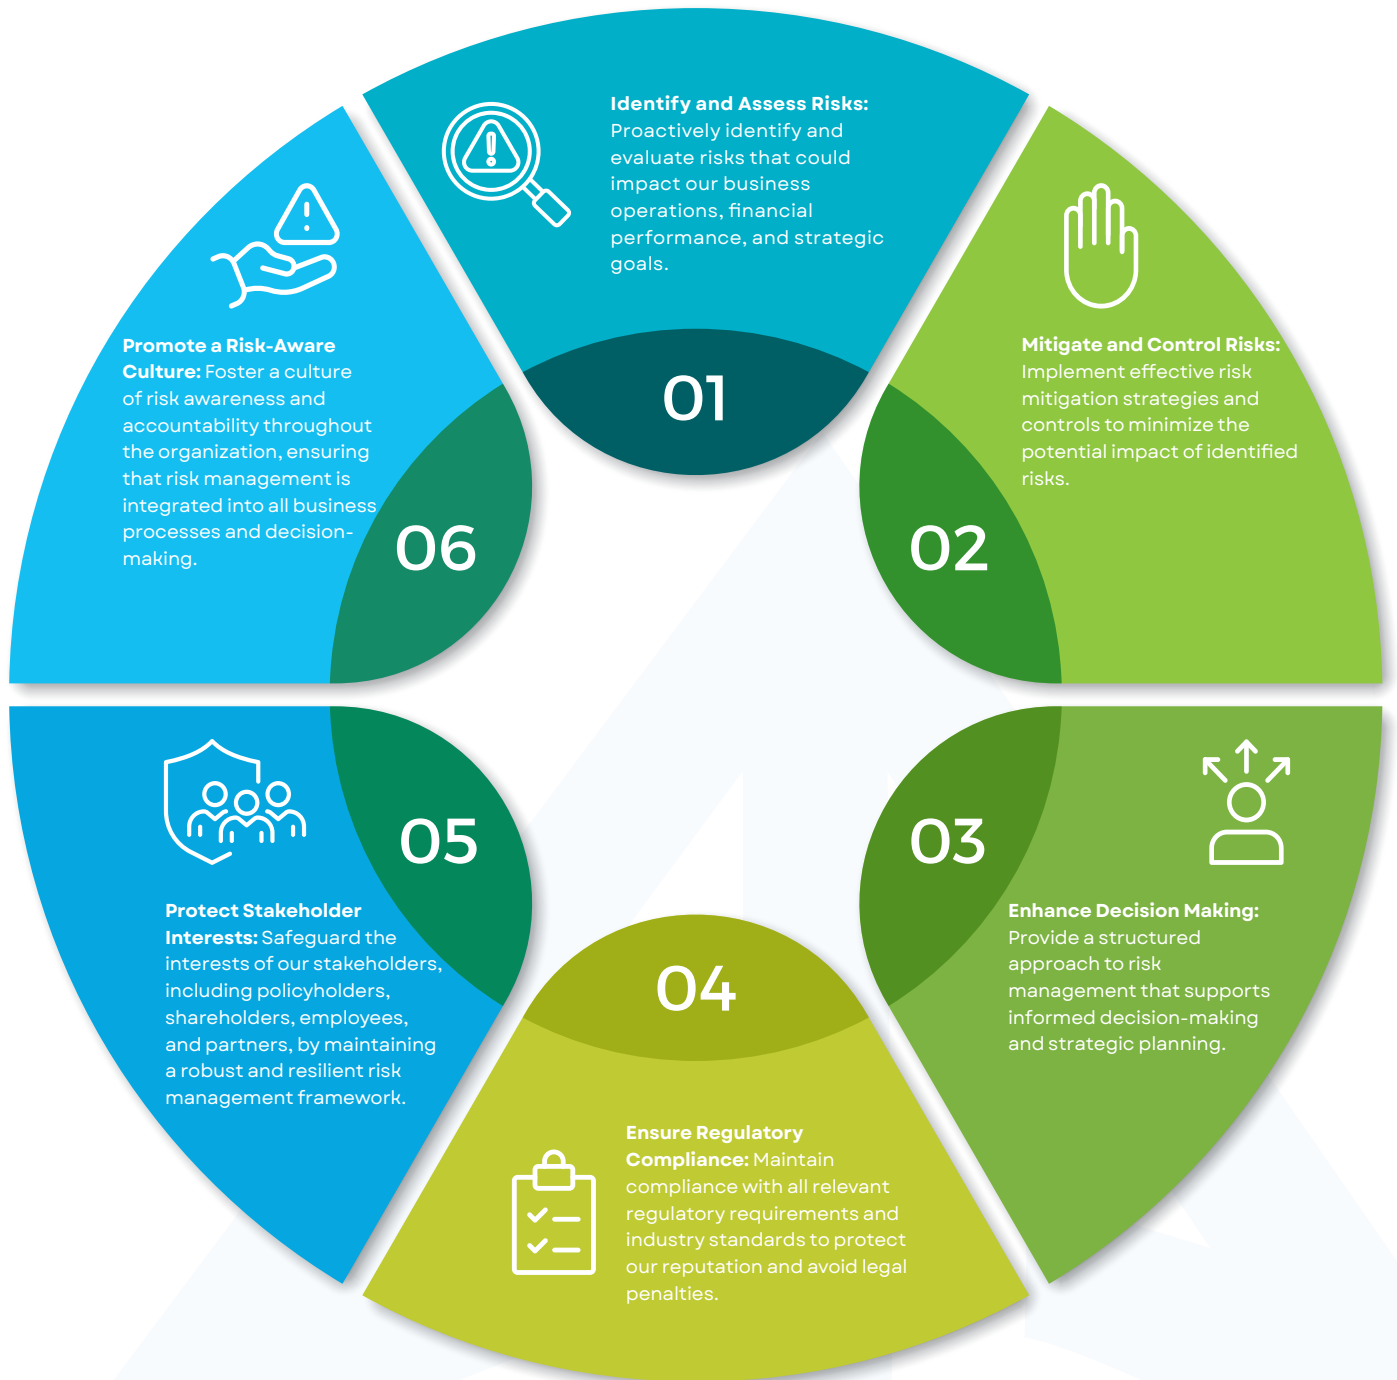 Identify and Assess Risks:
Proactively identify and
evaluate risks that could
impact our business
operations, financial
performance, and strategic
goals.
01
Mitigate and Control Risks:
Implement effective risk
mitigation strategies and
controls to minimize the
potential impact of identified
risks.
02
03
Enhance Decision Making:
Provide a structured
approach to risk
management that supports
informed decision-making
and strategic planning.
04
Ensure Regulatory
Compliance: Maintain
compliance with all relevant
regulatory requirements and
industry standards to protect
our reputation and avoid legal
penalties.
05
Protect Stakeholder
Interests: Safeguard the
interests of our stakeholders,
including policyholders,
shareholders, employees,
and partners, by maintaining
a robust and resilient risk
management framework.
Promote a Risk-Aware
Culture: Foster a culture
of risk awareness and
accountability throughout
the organization, ensuring
that risk management is
integrated into all business
processes and decision-
making.
06